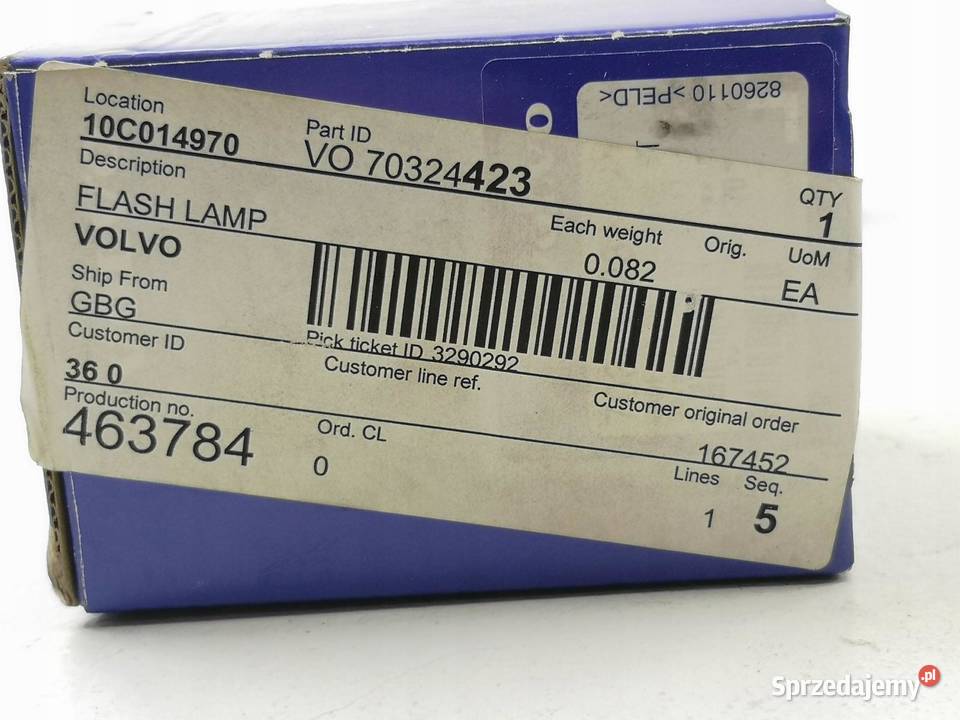 8260110 >PELD<
Location
10C014970
Part ID
VO 70324423
Description
FLASH LAMP
VOLVO
QTY
1
Each weight
0.082
Orig.
UoM
EA
Ship From
GBG
Pick ticket ID 3290292
Customer ID
36 0
Customer line ref.
Customer original order
167452
Production no.
463784
Ord. CL
0
Lines
1
Seq.
5
Sprzedajemy.pl